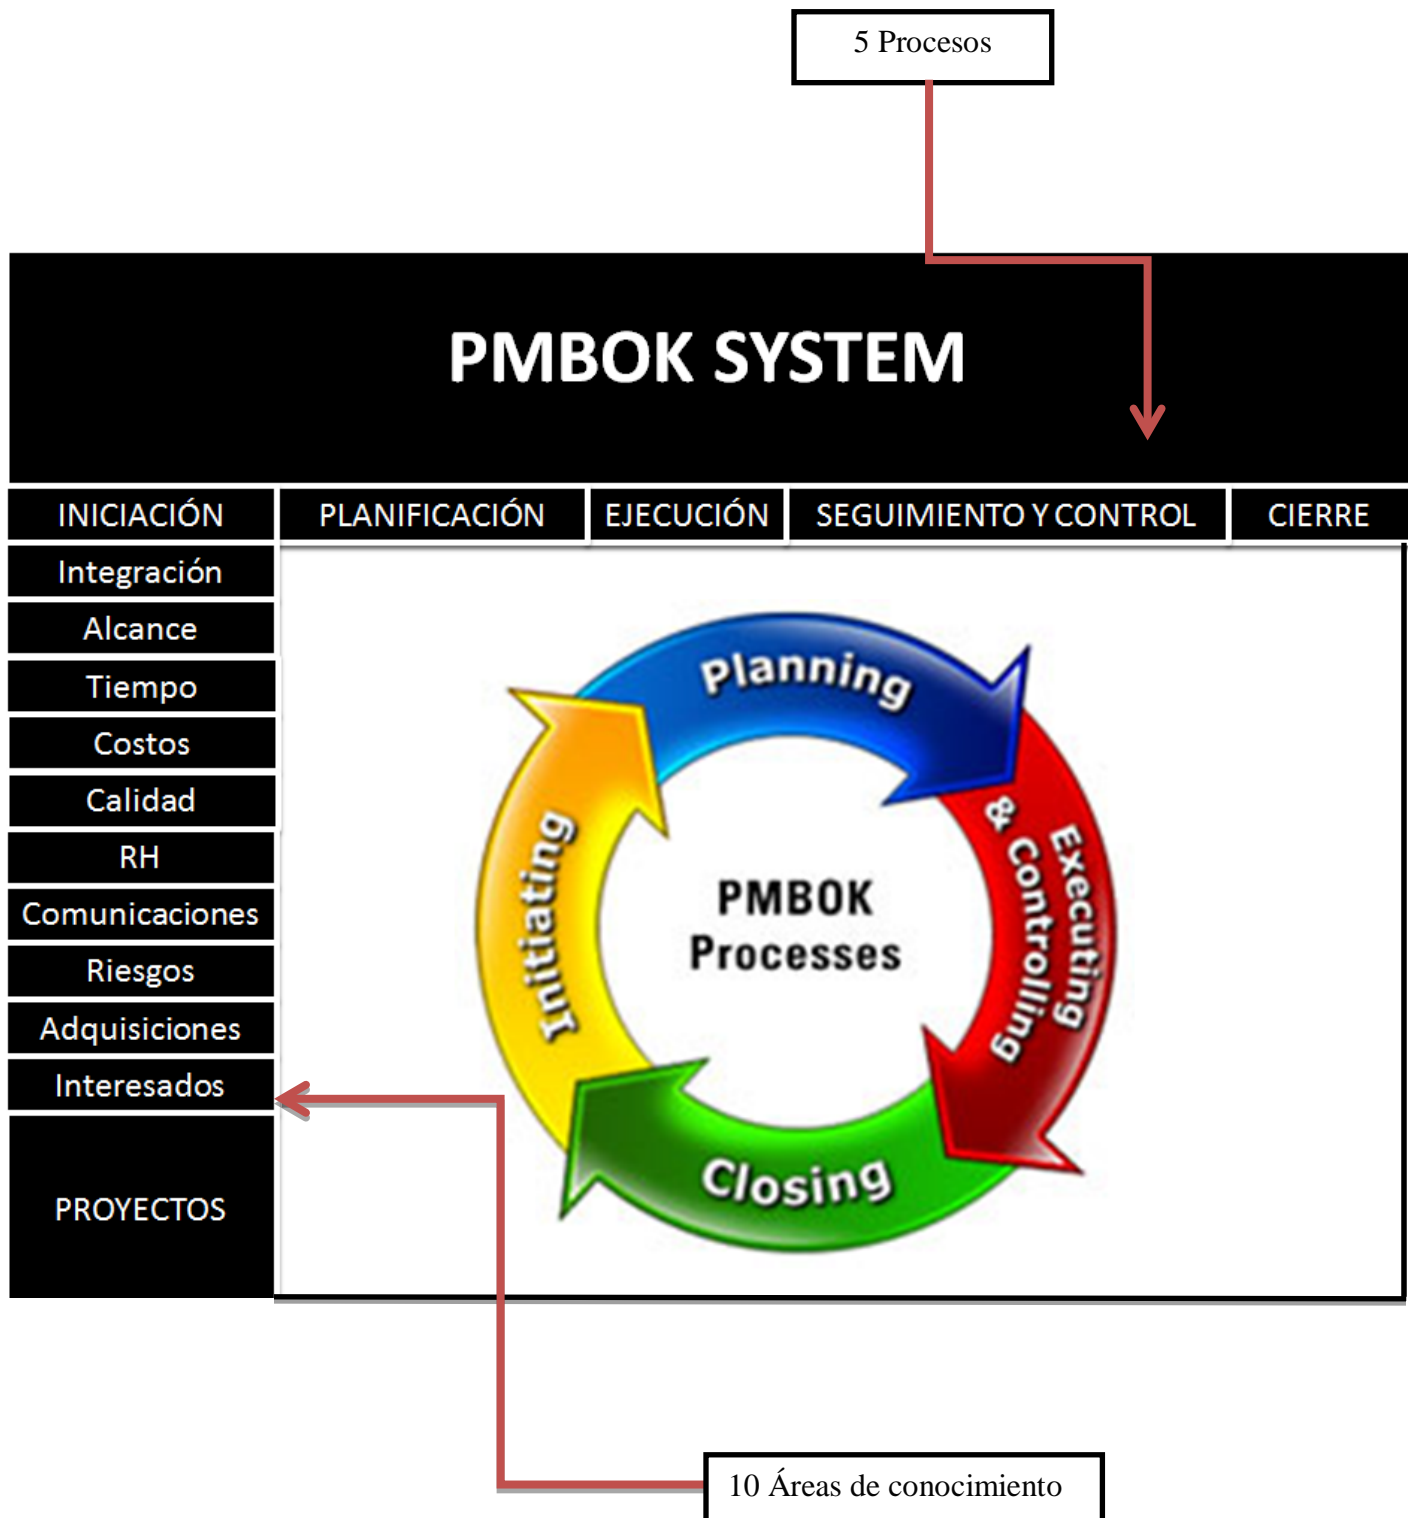 5 Procesos
PMBOK SYSTEM
INICIACIÓN
PLANIFICACIÓN
EJECUCIÓN
SEGUIMIENTO Y CONTROL
CIERRE
Integración
Alcance
Tiempo
Costos
Calidad
RH
Comunicaciones
Riesgos
Adquisiciones
Interesados
PROYECTOS
Planning
Executing
& Controlling
Closing
Initiating
PMBOK
Processes
10 Áreas de conocimiento